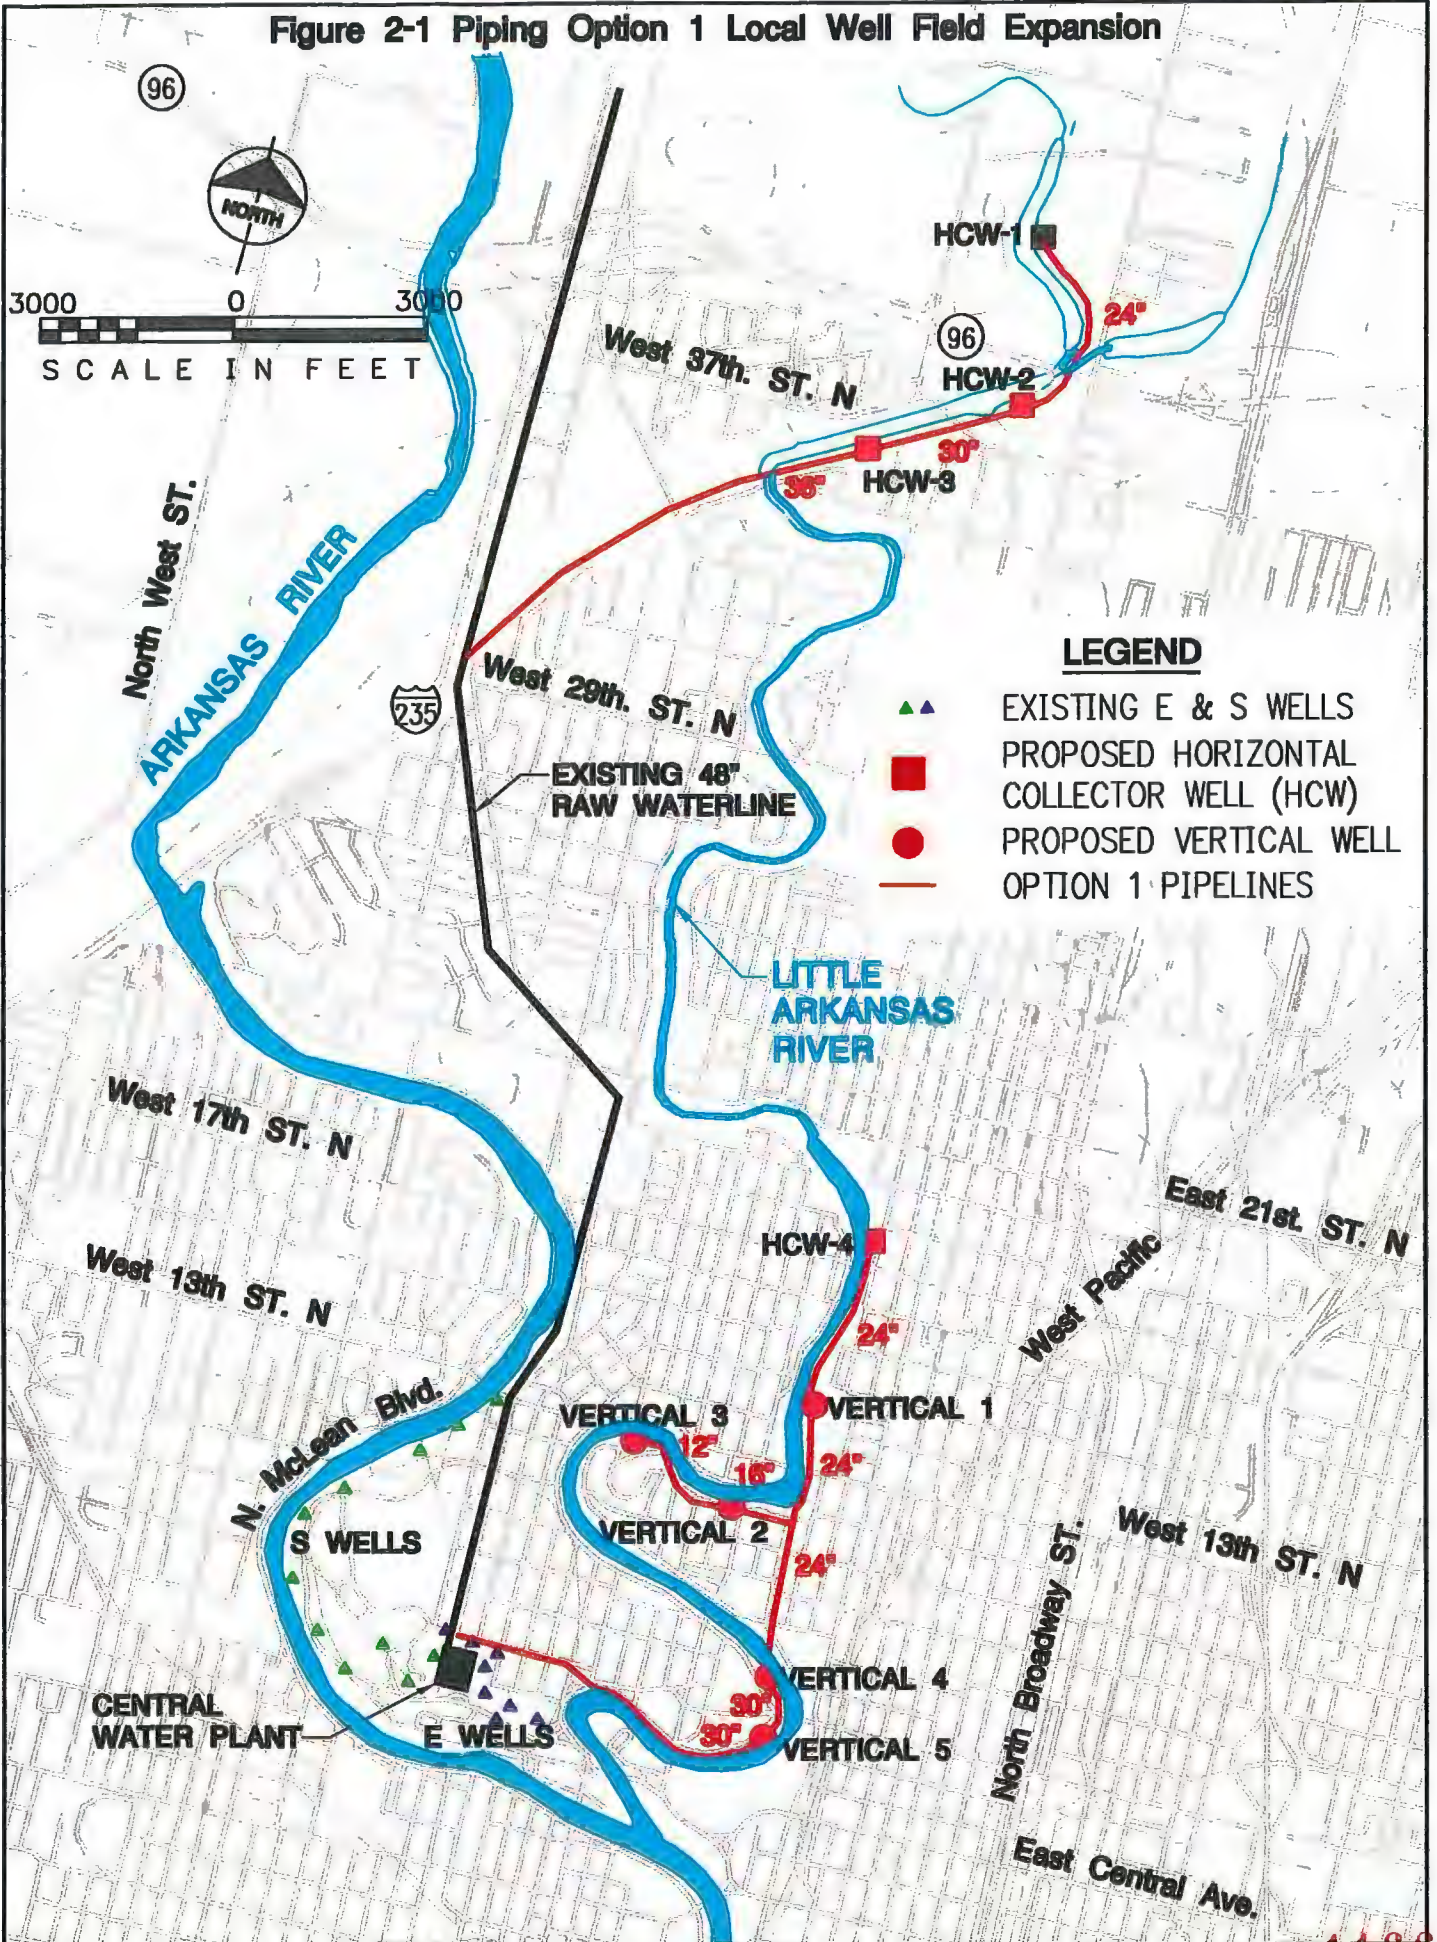 Figure 2-1 Piping Option 1 Local Well Field Expansion
96
NORTH
3000 0 3000
SCALE IN FEET
HCW-1
24"
96
HCW-2
West 37th. ST. N
30"
36"
HCW-3
North West ST.
ARKANSAS RIVER
235
West 29th. ST. N
EXISTING 48"
RAW WATERLINE
LEGEND
EXISTING E & S WELLS
PROPOSED HORIZONTAL
COLLECTOR WELL (HCW)
PROPOSED VERTICAL WELL
OPTION 1 PIPELINES
LITTLE
ARKANSAS
RIVER
West 17th ST. N
East 21st. ST. N
HCW-4
West Pacific
West 13th ST. N
24"
N. McLean Blvd.
VERTICAL 3
VERTICAL 1
12"
16"
24"
S WELLS
VERTICAL 2
West 13th ST. N
24"
North Broadway ST.
VERTICAL 4
30"
CENTRAL
WATER PLANT
E WELLS
30"
VERTICAL 5
East Central Ave.